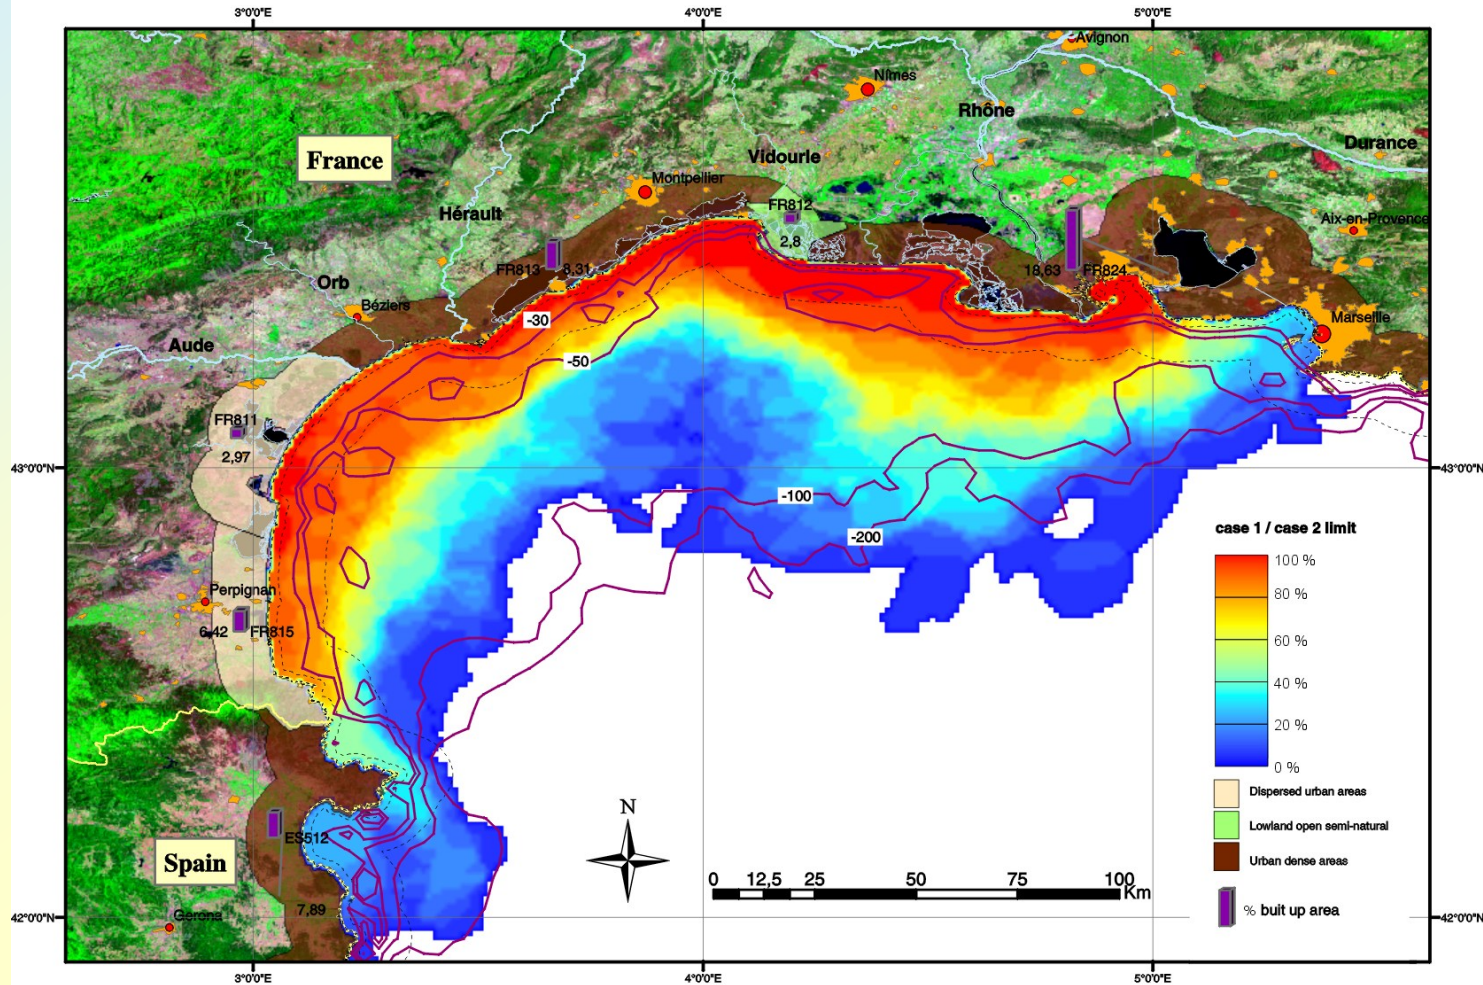 3°0'0"E 4°0'0"E 5°0'0"E
Avignon
Nîmes
Rhône
Durance
France
Vidourle
Montpellier
FR812
Hérault
Aix-en-Provence
2,8
FR813 8,31
18,63 FR824
Orb
Béziers
-30
Marseille
Aude
-50
FR811
2,97
43°0'0"N 43°0'0"N
-100
case 1 / case 2 limit
-200
100 %
80 %
60 %
40 %
20 %
0 %
Perpignan
6,42 FR815
Dispersed urban areas
Lowland open semi-natural
Urban dense areas
N
ES512
Spain
0 12,5 25 50 75 100
Km
7,89
% buit up area
Gerona
42°0'0"N 42°0'0"N
3°0'0"E 4°0'0"E 5°0'0"E